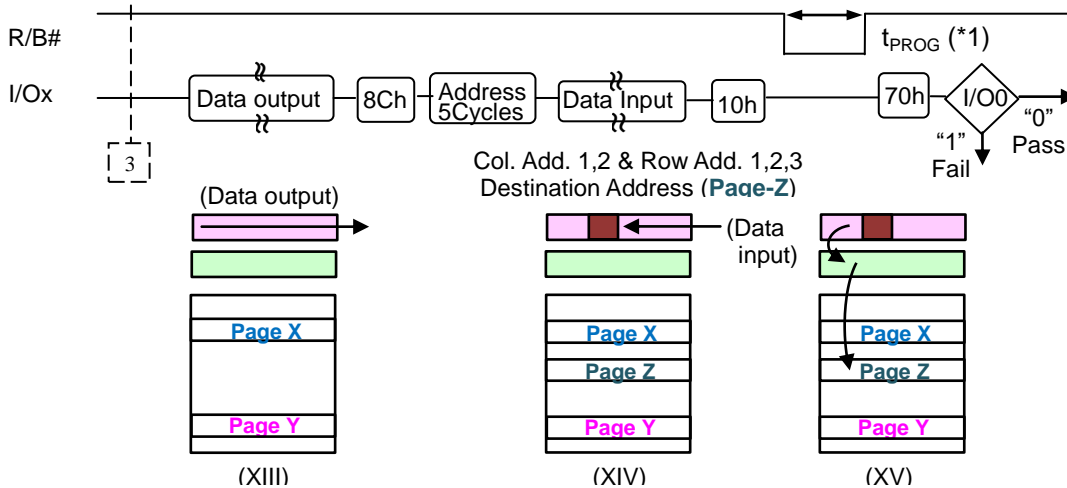 R/B#
tPROG (*1)
I/Ox
Data output
8Ch
Address
5Cycles
Data Input
10h
70h
I/O0
“0”
Pass
“1”
Fail
3
Col. Add. 1,2 & Row Add. 1,2,3
Destination Address (Page-Z)
(Data output)
(Data
input)
Page X
Page Y
Page X
Page Z
Page Y
Page X
Page Z
Page Y
(XIII)
(XIV)
(XV)